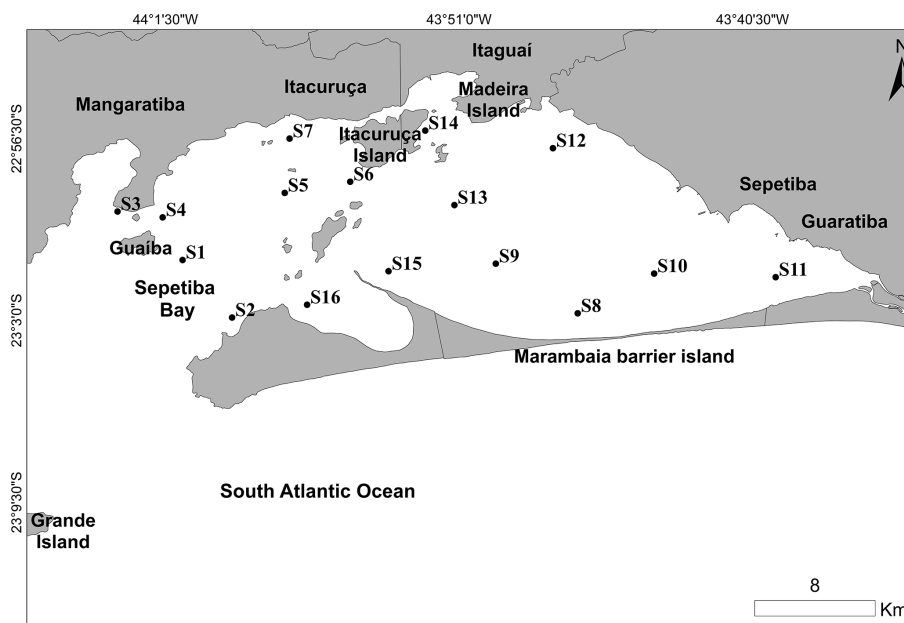 44°1'30"W
43°51'0"W
43°40'30"W
Itaguaí
N
Itacuruça
Madeira
Island
Mangaratiba
S14
S7
Itacuruça
Island
S12
22°56'30"S
S6
S5
S13
Sepetiba
S3
S4
Guaratiba
Guaíba
S1
S9
S15
S10
S11
Sepetiba
Bay
S16
S2
S8
23°3'0"S
Marambaia barrier island
South Atlantic Ocean
23°9'30"S
Grande
Island
8
Km